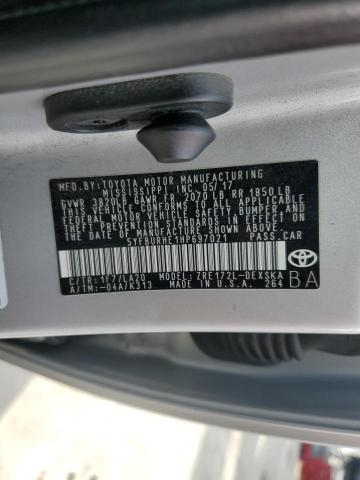 MFD.BY:TOYOTA MOTOR MANUFACTURING
MISSISSIPPI, INC. 05/17
GVWR 3820LB GAWR FR 2070 LB RR 1850LB
THIS VEHICLE CONFORMS TO ALL APPLICABLE
FEDERAL MOTOR VEHICLE SAFETY, BUMPER AND
THEFT PREVENTION STANDARDS IN EFFECT ON
THE DATE OF MANUFACTURE SHOWN ABOVE.
5YFBURHE1HP697021 PASS.CAR
C/TR:1F7/LA20 MODEL: ZRE172L-DEXSKA
A/TM:-04A/K313 MADE IN U.S.A. 264
BA